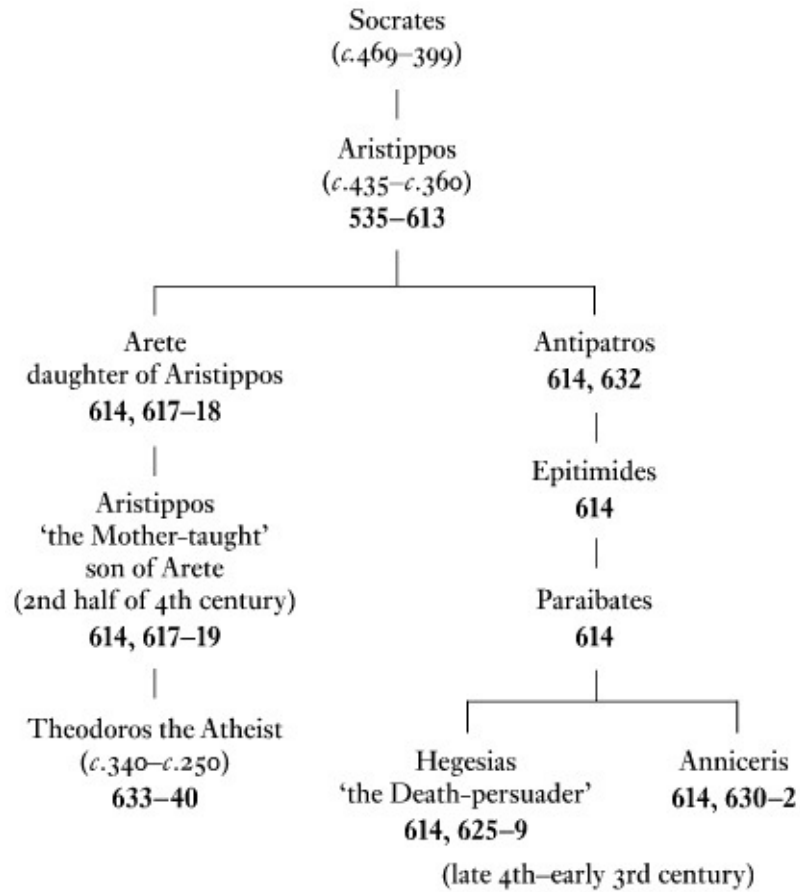 Socrates
(c.469–399)
Aristippos
(c.435–c.360)
535–613
Arete
daughter of Aristippos
614, 617–18
Antipatros
614, 632
Epitimides
614
Aristippos
‘the Mother-taught’
son of Arete
(2nd half of 4th century)
614, 617–19
Paraibates
614
Theodoros the Atheist
(c.340–c.250)
633–40
Hegesias
‘the Death-persuader’
614, 625–9
Anniceris
614, 630–2
(late 4th–early 3rd century)